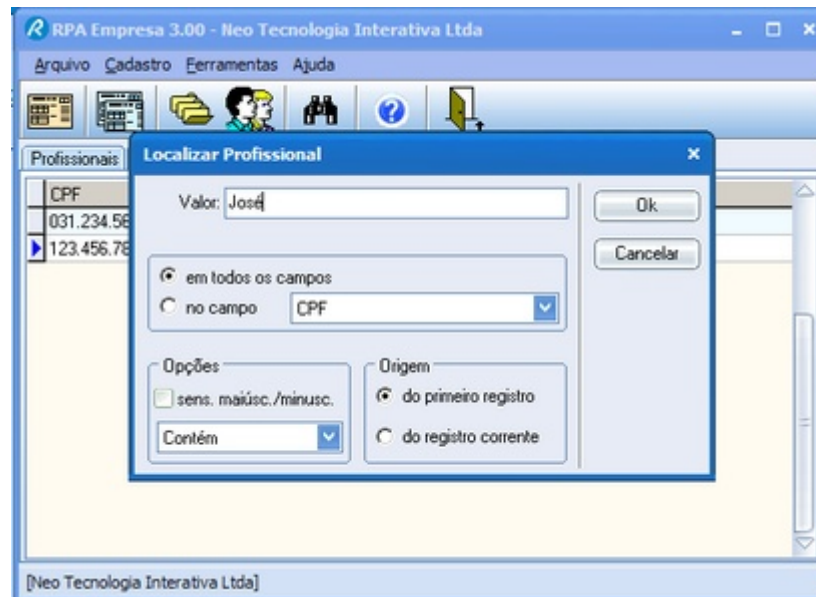 RPA Empresa 3.00 - Neo Tecnologia Interativa Ltda
Arquivo Cadastro Ferramentas Ajuda
Profissionais
Localizar Profissional
CPF
031.234.56
123.456.78
Valor: José
Ok
Cancelar
em todos os campos
no campo CPF
Opções
sens. maiúsc./minusc.
Contém
Origem
do primeiro registro
do registro corrente
[Neo Tecnologia Interativa Ltda]